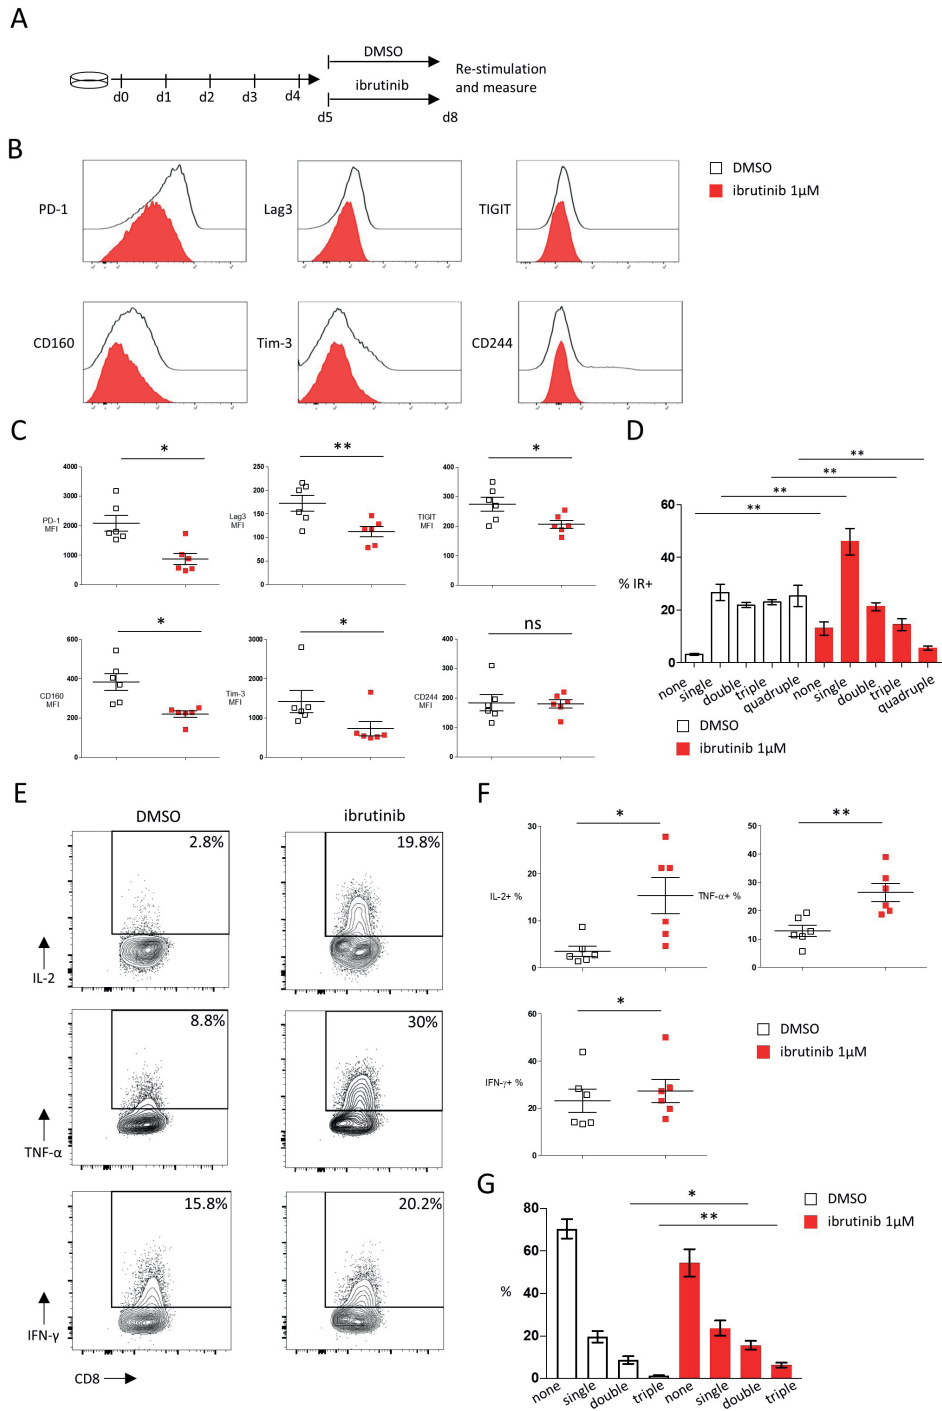 A
DMSO
ibrutinib
Re-stimulation
and measure
d0 d1 d2 d3 d4
d5 d8
B
DMSO
ibrutinib 1μM
PD-1 Lag3 TIGIT
CD160 Tim-3 CD244
C
* ** *
4000
3000
2000
1000
0
PD-1
MFI
250
200
150
100
50
0
Lag3
MFI
400
300
200
100
0
TIGIT
MFI
* * ns
600
400
200
0
CD160
MFI
3000
2000
1000
0
Tim-3
MFI
400
300
200
100
0
CD244
MFI
D
**
**
**
**
60
40
20
0
% IR+
none single double triple quadruple none single double triple quadruple
DMSO
ibrutinib 1μM
E
DMSO ibrutinib
2.8% 19.8%
IL-2
8.8% 30%
TNF-α
15.8% 20.2%
IFN-γ
CD8
F
* **
30
20
10
0
IL-2+ %
50
40
30
20
10
0
TNF-α+ %
*
60
40
20
0
IFN-γ+ %
DMSO
ibrutinib 1μM
G
*
**
DMSO
ibrutinib 1μM
80
60
40
20
0
%
none single double triple none single double triple